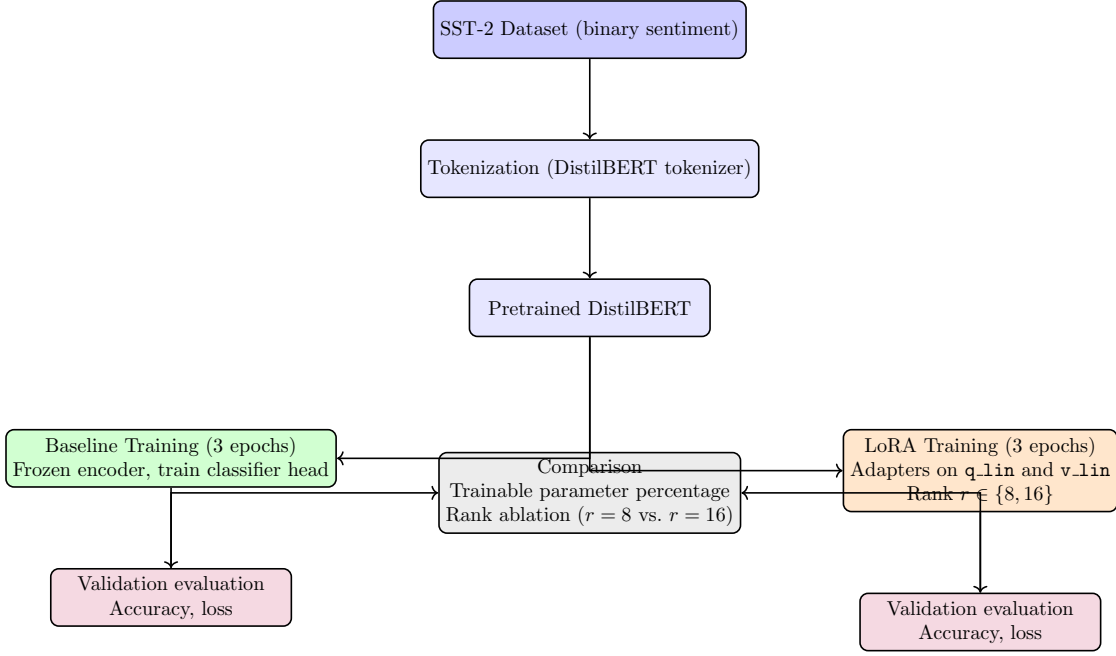 SST-2 Dataset (binary sentiment)
Tokenization (DistilBERT tokenizer)
Pretrained DistilBERT
Baseline Training (3 epochs)
Frozen encoder, train classifier head
Comparison
Trainable parameter percentage
Rank ablation (r = 8 vs. r = 16)
LoRA Training (3 epochs)
Adapters on q_lin and v_lin
Rank r ∈ {8, 16}
Validation evaluation
Accuracy, loss
Validation evaluation
Accuracy, loss